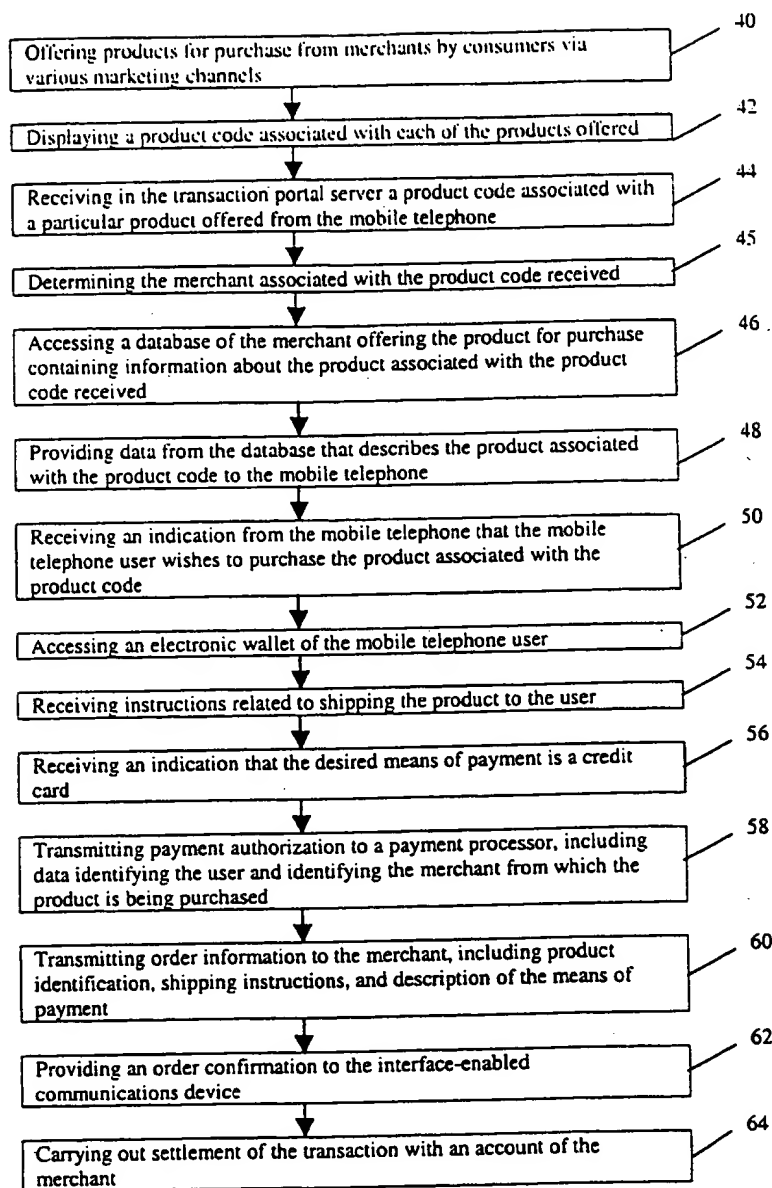 40
Offering products for purchase from merchants by consumers via
various marketing channels
42
Displaying a product code associated with each of the products offered
44
Receiving in the transaction portal server a product code associated with
a particular product offered from the mobile telephone
45
Determining the merchant associated with the product code received
46
Accessing a database of the merchant offering the product for purchase
containing information about the product associated with the product
code received
48
Providing data from the database that describes the product associated
with the product code to the mobile telephone
50
Receiving an indication from the mobile telephone that the mobile
telephone user wishes to purchase the product associated with the
product code
52
Accessing an electronic wallet of the mobile telephone user
54
Receiving instructions related to shipping the product to the user
56
Receiving an indication that the desired means of payment is a credit
card
58
Transmitting payment authorization to a payment processor, including
data identifying the user and identifying the merchant from which the
product is being purchased
60
Transmitting order information to the merchant, including product
identification, shipping instructions, and description of the means of
payment
62
Providing an order confirmation to the interface-enabled
communications device
64
Carrying out settlement of the transaction with an account of the
merchant